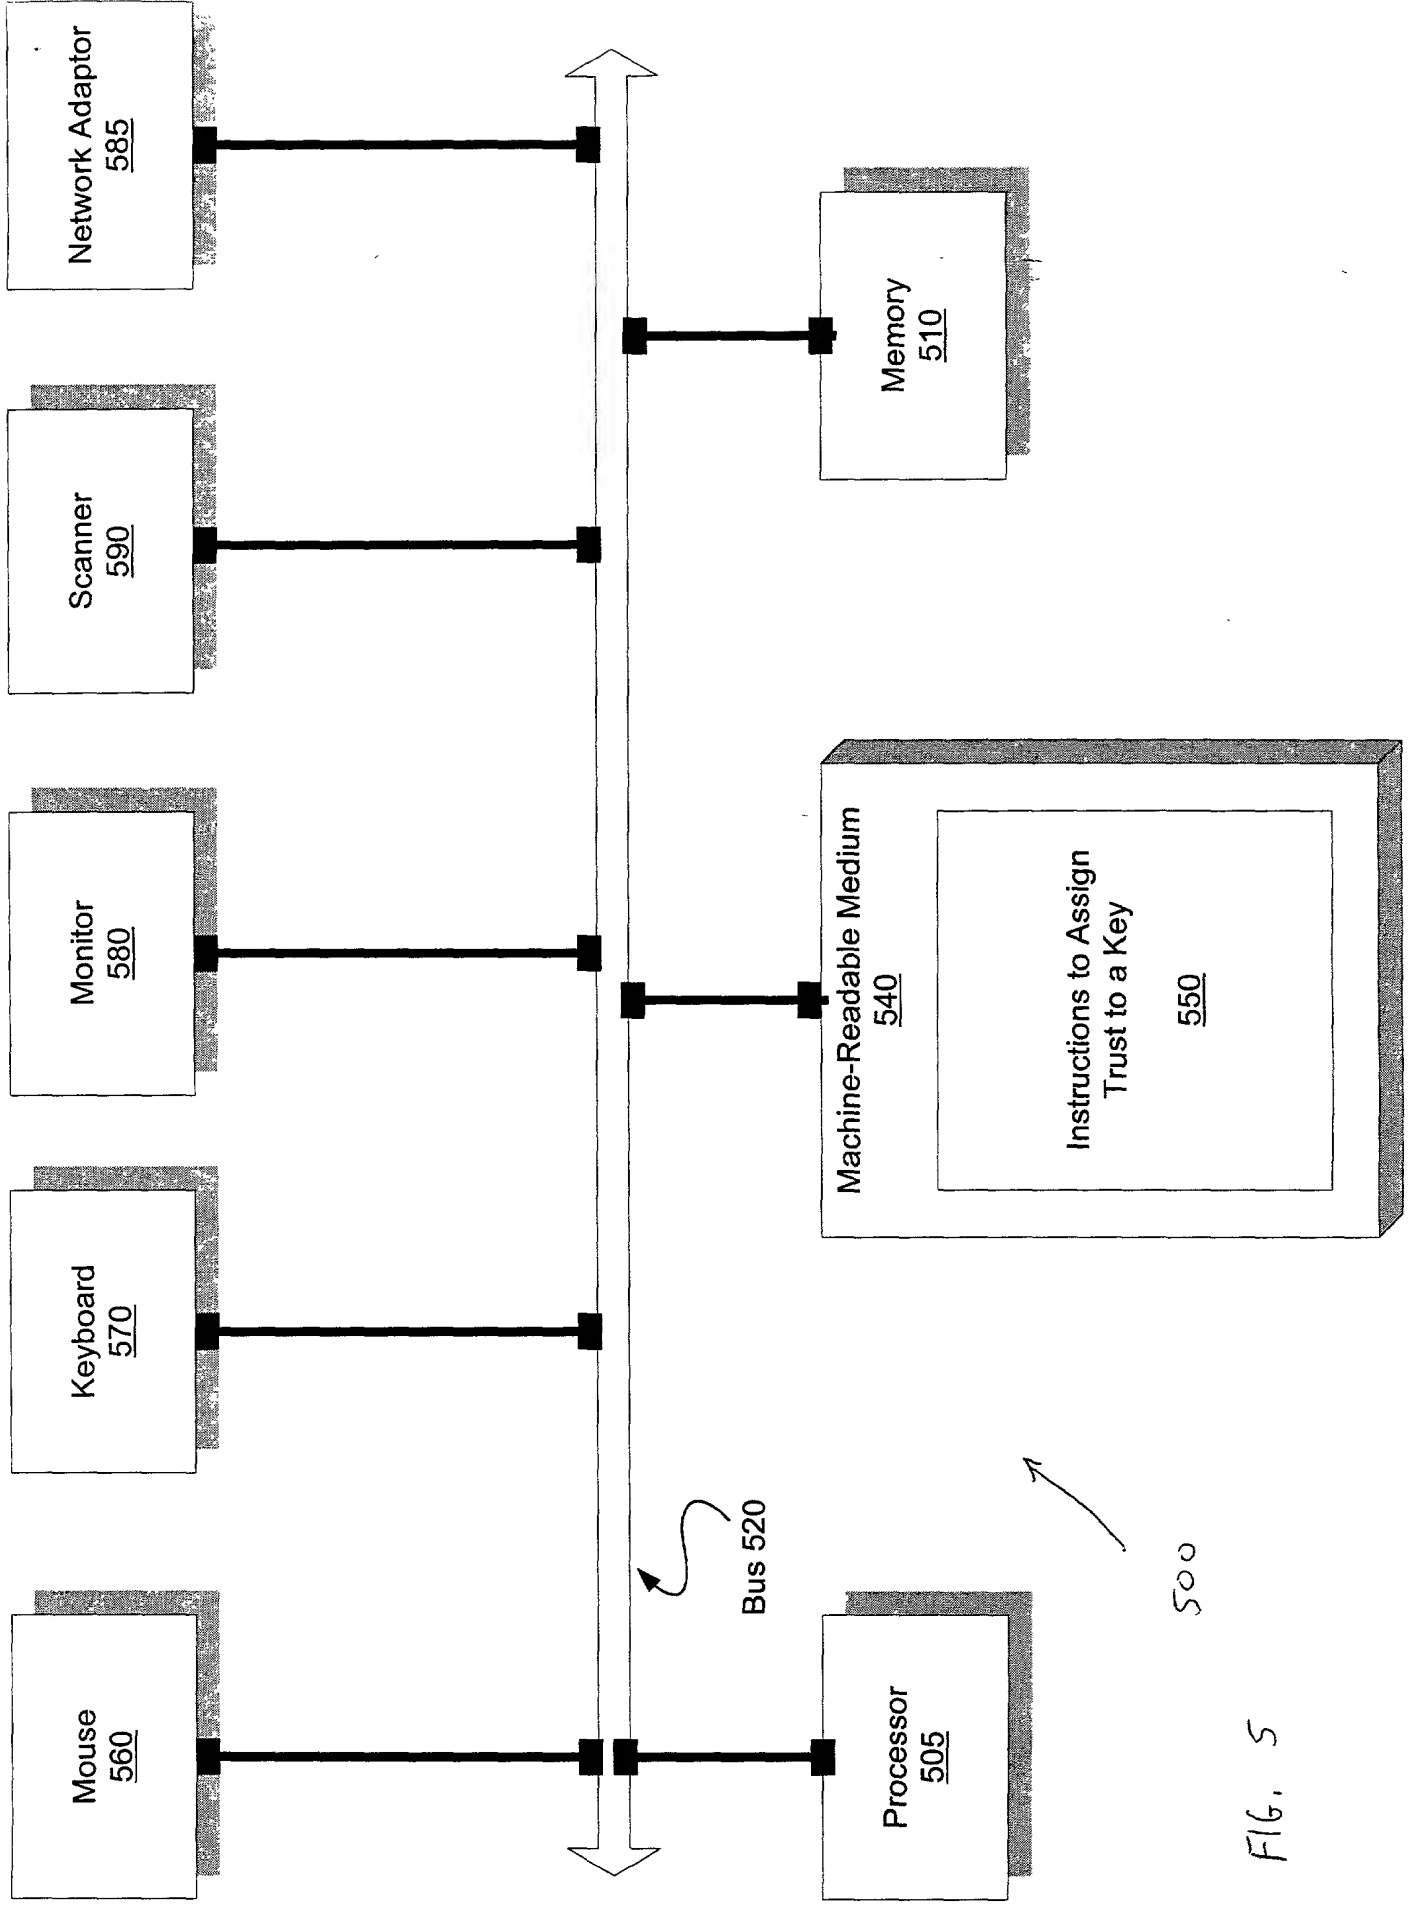 Mouse
560
Keyboard
570
Monitor
580
Scanner
590
Network Adaptor
585
Bus 520
Processor
505
Machine-Readable Medium
540
Instructions to Assign
Trust to a Key
550
Memory
510
500
FIG. 5